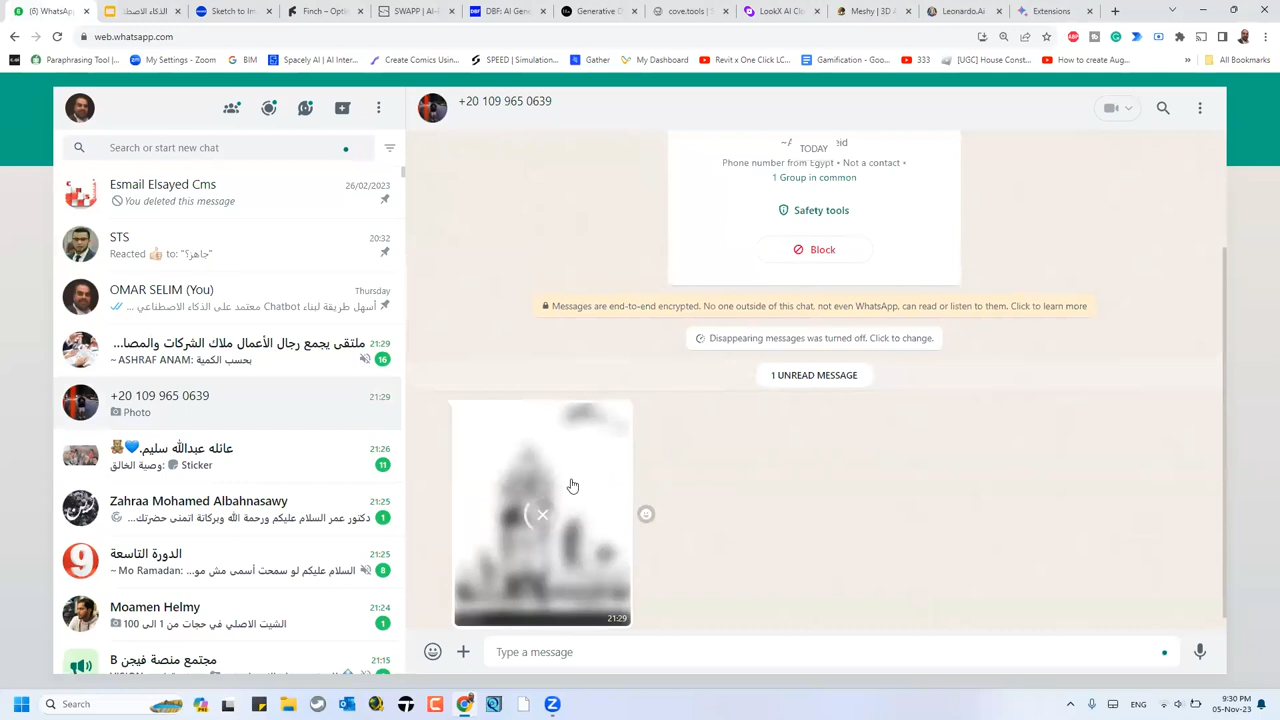 (6) WhatsApp
الذكاء الاصطنا
Sketch to Im
Finch – Optim
SWAPP | AI-
DBF: AI Gene
Generative D
cove.tools |
LookX AI
Meshy | 3D A
Leonardo.Ai
Extensions
web.whatsapp.com
Paraphrasing Tool |...
My Settings - Zoom
BIM
Spacely AI | AI Inter...
Create Comics Using...
SPEED | Simulation...
Gather
My Dashboard
Revit x One Click LC...
Gamification - Goo...
333
[UGC] House Const...
How to create Aug...
»
All Bookmarks
+20 109 965 0639
Search or start new chat
Esmail Elsayed Cms
26/02/2023
You deleted this message
STS
20:32
Reacted 👍🏻 to: "جاهز؟"
OMAR SELIM (You)
Thursday
أسهل طريقة لبناء Chatbot معتمد على الذكاء الاصطناعي ...
ملتقى يجمع رجال الأعمال ملاك الشركات والمصا...
21:29
~ ASHRAF ANAM: بحسب الكمية
16
+20 109 965 0639
21:29
Photo
عائله عبدالله سليم.💙🧸
21:26
وصية الخالق: Sticker
11
Zahraa Mohamed Albahnasawy
21:25
دكتور عمر السلام عليكم ورحمة الله وبركاتة اتمنى حضرتك...
1
الدورة التاسعة
21:25
~ Mo Ramadan: السلام عليكم لو سمحت أسمى مش مو...
8
Moamen Helmy
21:24
الشيت الاصلي في حجات من 1 الى 100
1
مجتمع منصة فيجن B
21:15
TODAY
Phone number from Egypt • Not a contact •
1 Group in common
Safety tools
Block
Messages are end-to-end encrypted. No one outside of this chat, not even WhatsApp, can read or listen to them. Click to learn more
Disappearing messages was turned off. Click to change.
1 UNREAD MESSAGE
21:29
Type a message
Search
ENG
9:30 PM
05-Nov-23